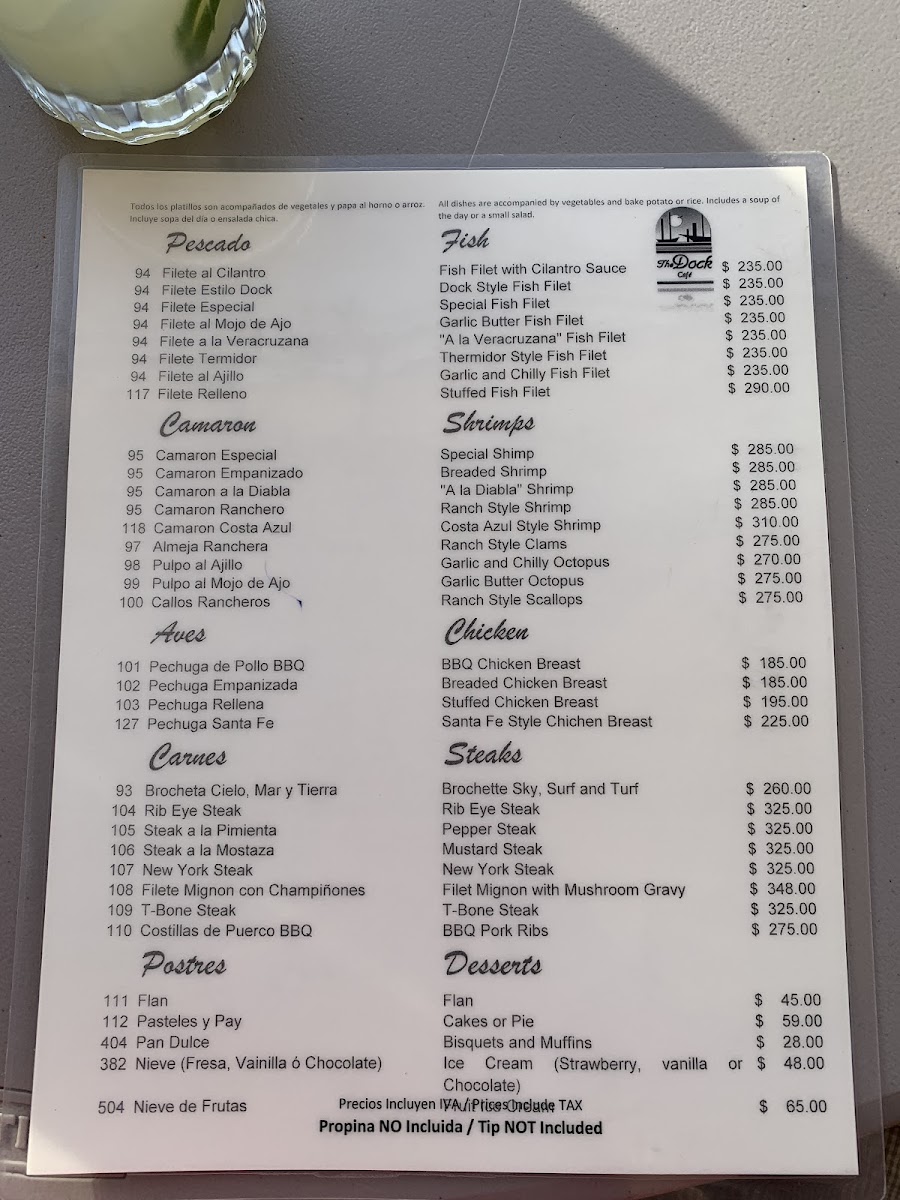 Todos los platillos son acompañados de vegetales y papa al horno o arroz. All dishes are accompanied by vegetables and bake potato or rice. Includes a soup of
Incluye sopa del día o ensalada chica. the day or a small salad.
Pescado Fish
The Dock
Café
94 Filete al Cilantro Fish Filet with Cilantro Sauce $ 235.00
94 Filete Estilo Dock Dock Style Fish Filet $ 235.00
94 Filete Especial Special Fish Filet $ 235.00
94 Filete al Mojo de Ajo Garlic Butter Fish Filet $ 235.00
94 Filete a la Veracruzana "A la Veracruzana" Fish Filet $ 235.00
94 Filete Termidor Thermidor Style Fish Filet $ 235.00
94 Filete al Ajillo Garlic and Chilly Fish Filet $ 235.00
117 Filete Relleno Stuffed Fish Filet $ 290.00
Camaron Shrimps
95 Camaron Especial Special Shimp $ 285.00
95 Camaron Empanizado Breaded Shrimp $ 285.00
95 Camaron a la Diabla "A la Diabla" Shrimp $ 285.00
95 Camaron Ranchero Ranch Style Shrimp $ 285.00
118 Camaron Costa Azul Costa Azul Style Shrimp $ 310.00
97 Almeja Ranchera Ranch Style Clams $ 275.00
98 Pulpo al Ajillo Garlic and Chilly Octopus $ 270.00
99 Pulpo al Mojo de Ajo Garlic Butter Octopus $ 275.00
100 Callos Rancheros Ranch Style Scallops $ 275.00
Aves Chicken
101 Pechuga de Pollo BBQ BBQ Chicken Breast $ 185.00
102 Pechuga Empanizada Breaded Chicken Breast $ 185.00
103 Pechuga Rellena Stuffed Chicken Breast $ 195.00
127 Pechuga Santa Fe Santa Fe Style Chichen Breast $ 225.00
Carnes Steaks
93 Brocheta Cielo, Mar y Tierra Brochette Sky, Surf and Turf $ 260.00
104 Rib Eye Steak Rib Eye Steak $ 325.00
105 Steak a la Pimienta Pepper Steak $ 325.00
106 Steak a la Mostaza Mustard Steak $ 325.00
107 New York Steak New York Steak $ 325.00
108 Filete Mignon con Champiñones Filet Mignon with Mushroom Gravy $ 348.00
109 T-Bone Steak T-Bone Steak $ 325.00
110 Costillas de Puerco BBQ BBQ Pork Ribs $ 275.00
Postres Desserts
111 Flan Flan $ 45.00
112 Pasteles y Pay Cakes or Pie $ 59.00
404 Pan Dulce Bisquets and Muffins $ 28.00
382 Nieve (Fresa, Vainilla ó Chocolate) Ice Cream (Strawberry, vanilla or $ 48.00
Chocolate)
504 Nieve de Frutas Fruit Ice Cream $ 65.00
Precios Incluyen IVA / Prices Include TAX
Propina NO Incluida / Tip NOT Included